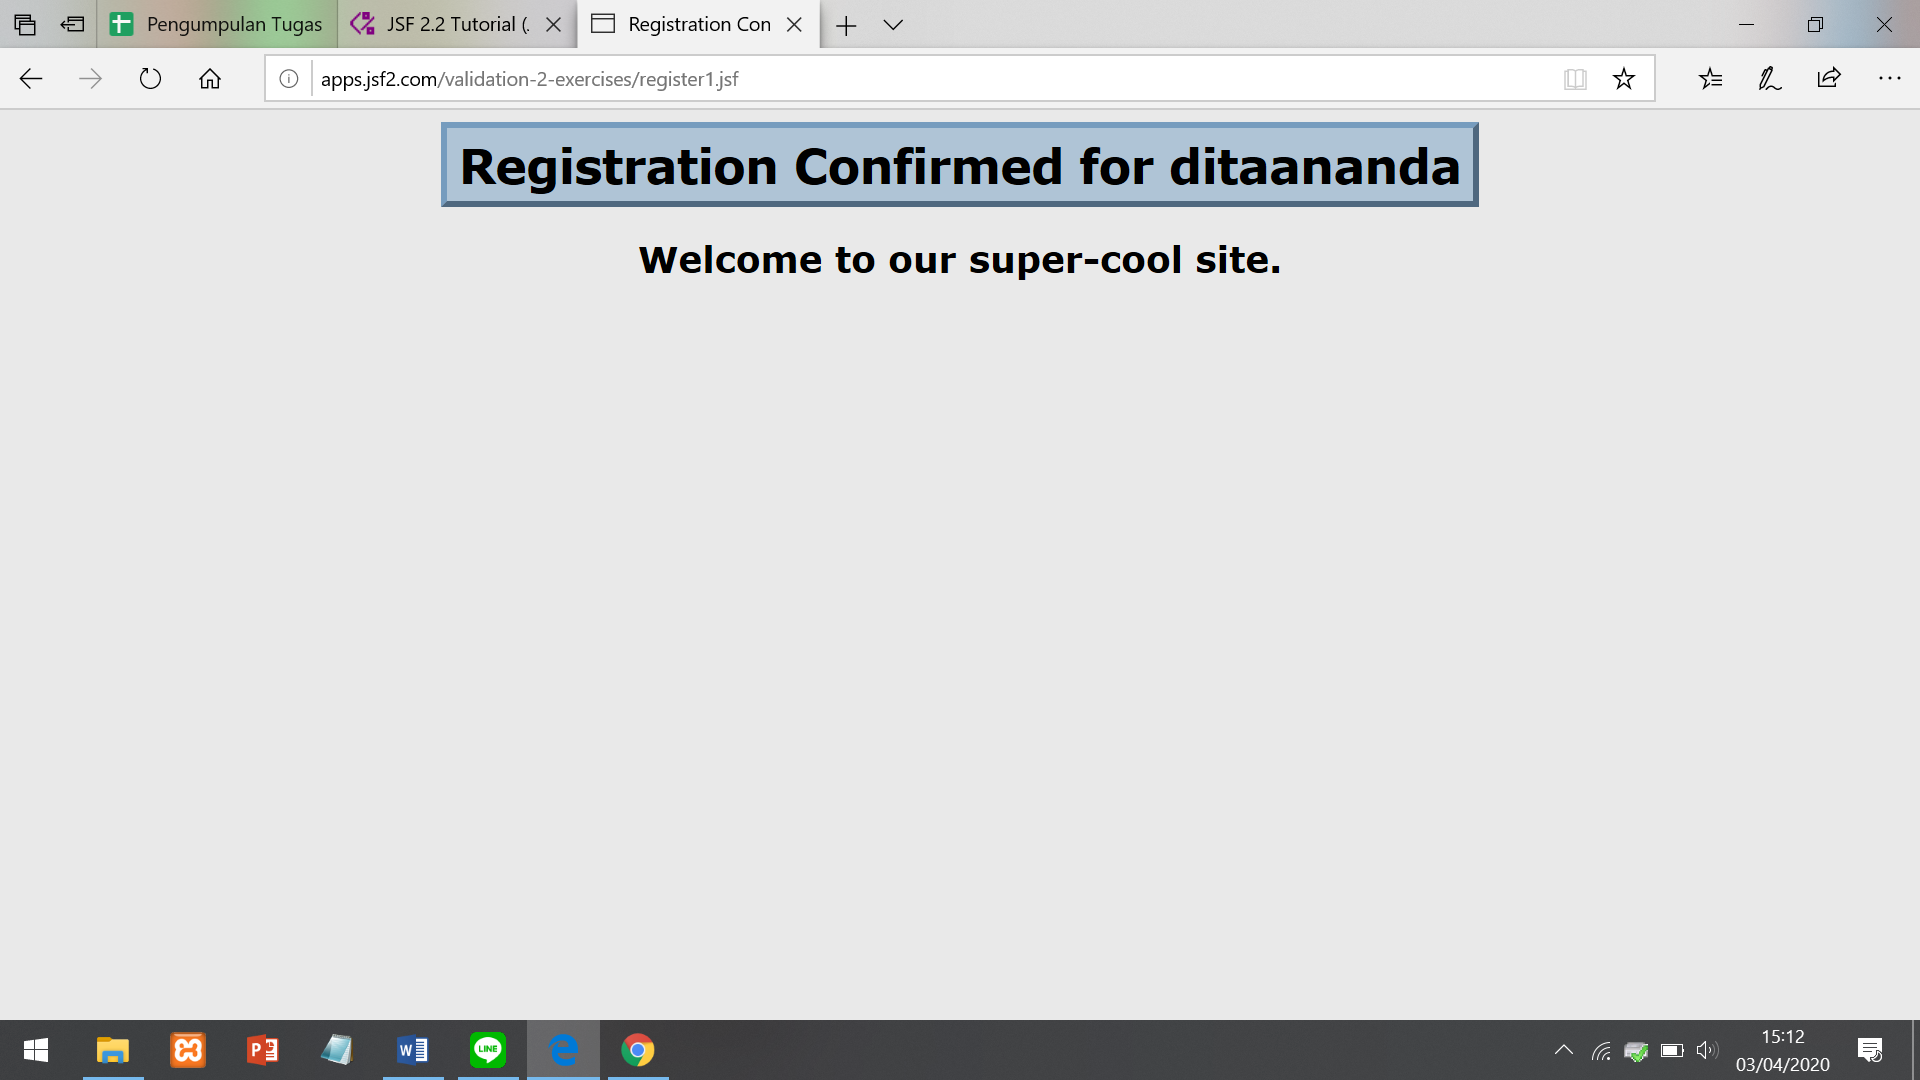 Pengumpulan Tugas
JSF 2.2 Tutorial (.
Registration Con
apps.jsf2.com/validation-2-exercises/register1.jsf
Registration Confirmed for ditaananda
Welcome to our super-cool site.
LINE
15:12
03/04/2020